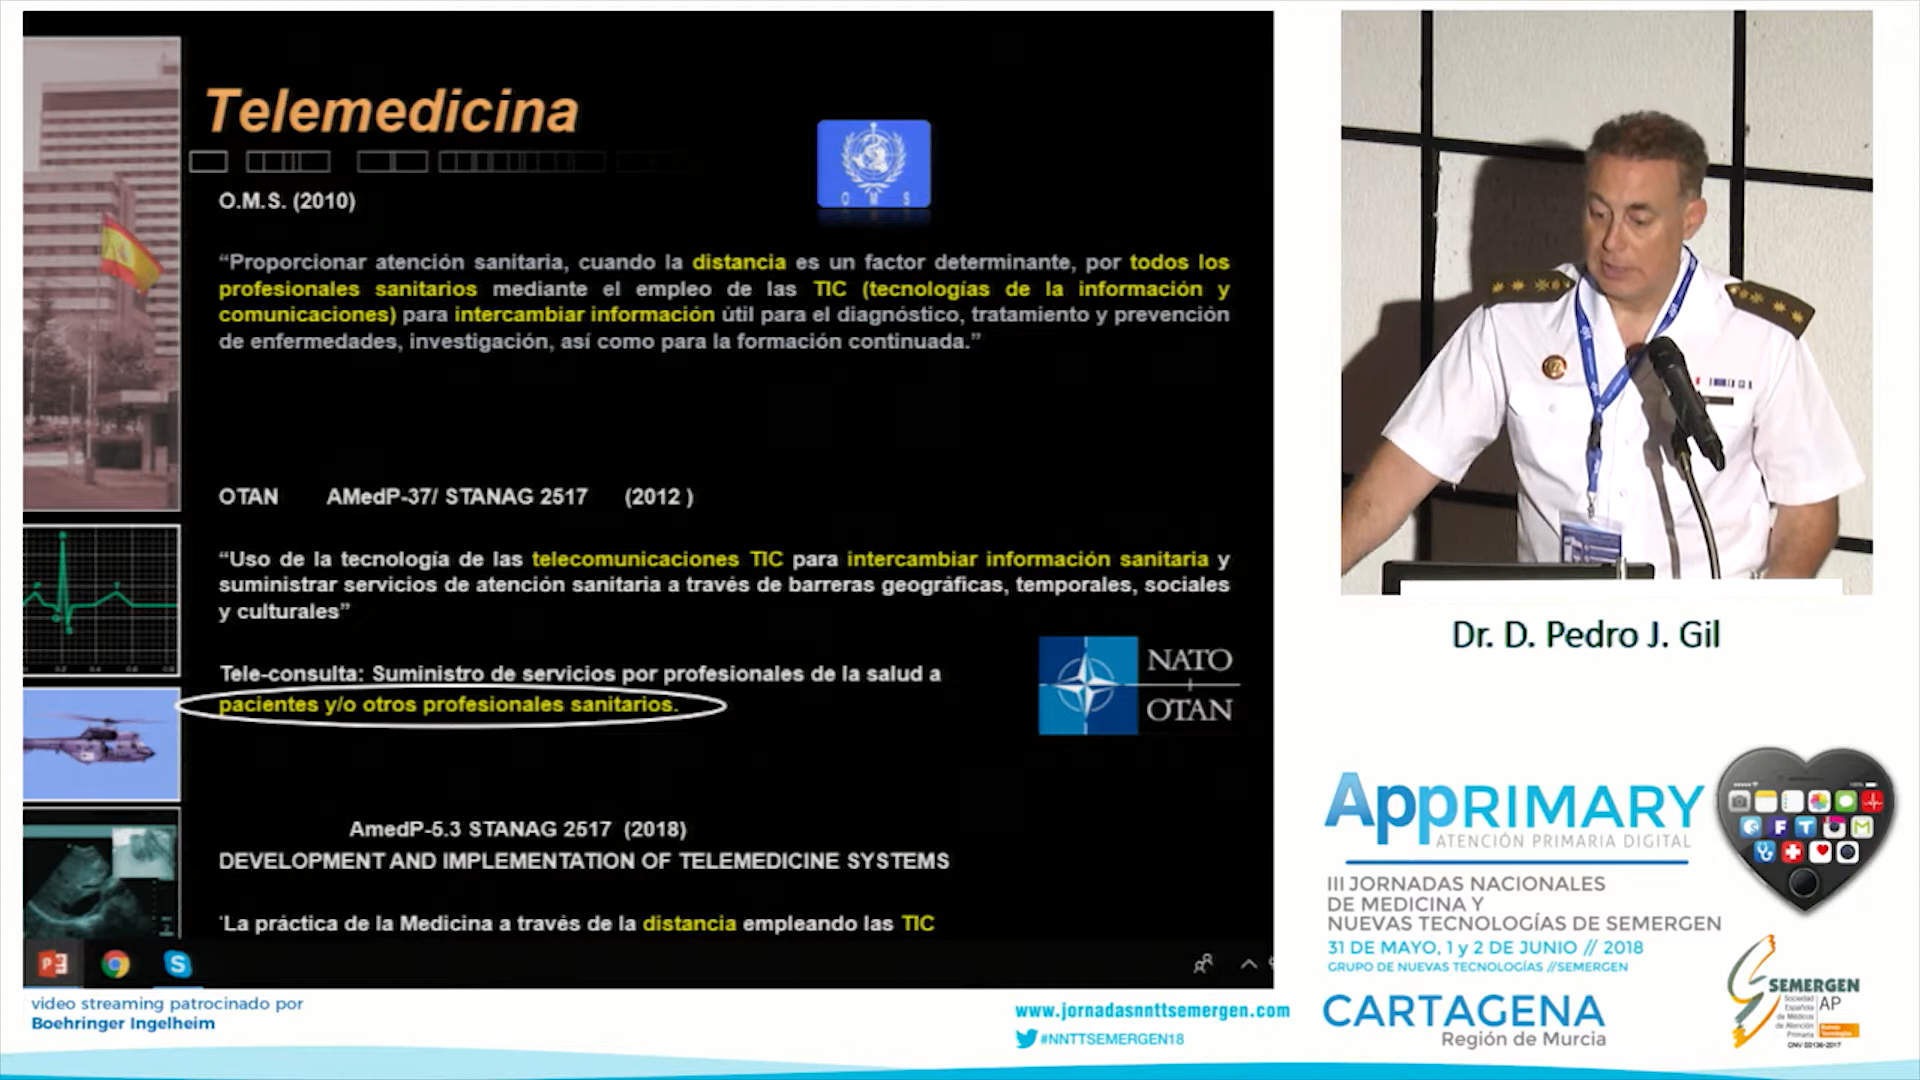 Telemedicina
O.M.S. (2010)
O M S
“Proporcionar atención sanitaria, cuando la distancia es un factor determinante, por todos los
profesionales sanitarios mediante el empleo de las TIC (tecnologías de la información y
comunicaciones) para intercambiar información útil para el diagnóstico, tratamiento y prevención
de enfermedades, investigación, así como para la formación continuada.”
OTAN AMedP-37/ STANAG 2517 (2012 )
“Uso de la tecnología de las telecomunicaciones TIC para intercambiar información sanitaria y
suministrar servicios de atención sanitaria a través de barreras geográficas, temporales, sociales
y culturales”
Tele-consulta: Suministro de servicios por profesionales de la salud a
pacientes y/o otros profesionales sanitarios.
NATO
OTAN
AmedP-5.3 STANAG 2517 (2018)
DEVELOPMENT AND IMPLEMENTATION OF TELEMEDICINE SYSTEMS
'La práctica de la Medicina a través de la distancia empleando las TIC
video streaming patrocinado por
Boehringer Ingelheim
www.jornadasnnttsemergen.com
#NNTTSEMERGEN18
Dr. D. Pedro J. Gil
AppRIMARY
ATENCIÓN PRIMARIA DIGITAL
III JORNADAS NACIONALES
DE MEDICINA Y
NUEVAS TECNOLOGÍAS DE SEMERGEN
31 DE MAYO, 1 y 2 DE JUNIO // 2018
GRUPO DE NUEVAS TECNOLOGÍAS //SEMERGEN
CARTAGENA
Región de Murcia
SEMERGEN
AP
Sociedad
Española
de Médicos
de Atención
Primaria